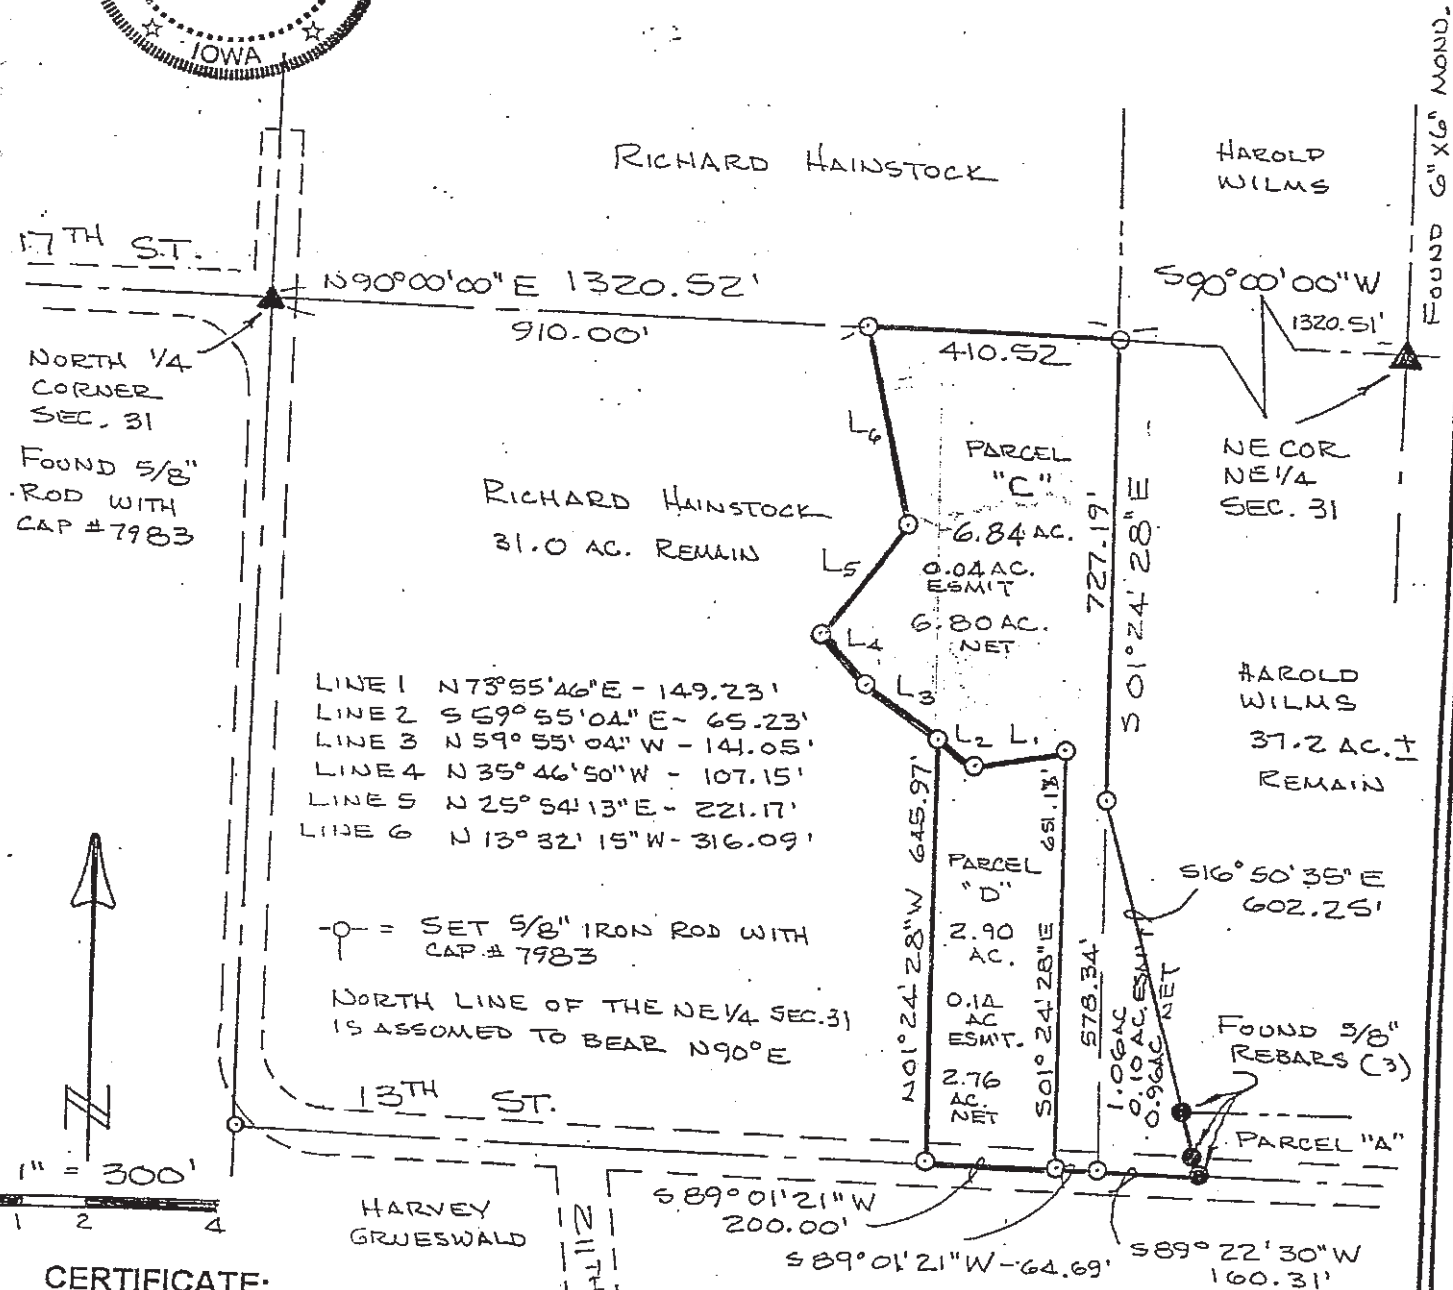 IOWA
FOUND 6"X6" MONO.
RICHARD HAINSTOCK
HAROLD
WILMS
17TH ST.
N90°00'00"E 1320.52'
910.00'
410.52
S90°00'00"W
1320.51'
NORTH 1/4
CORNER
SEC. 31
FOUND 5/8"
ROD WITH
CAP #7983
NE COR
NE 1/4
SEC. 31
RICHARD HAINSTOCK
31.0 AC. REMAIN
L6
L5
L4
L3
L2
L1
PARCEL
"C"
6.84 AC.
0.04 AC.
ESM'T
6.80 AC.
NET
727.19'
S 01°24'28"E
HAROLD
WILMS
37.2 AC.±
REMAIN
LINE 1 N73°55'46"E - 149.23'
LINE 2 S 59°55'04" E - 65.23'
LINE 3 N 59°55'04" W - 141.05'
LINE 4 N 35°46'50"W - 107.15'
LINE 5 N 25°54'13"E - 221.17'
LINE 6 N 13°32'15"W - 316.09'
-O- = SET 5/8" IRON ROD WITH
CAP # 7983
NORTH LINE OF THE NE 1/4 SEC. 31
IS ASSUMED TO BEAR N90°E
N01°24'28"W 645.97'
PARCEL
"D"
2.90
AC.
0.14
AC
ESM'T.
2.76
AC.
NET
S01°24'28"E 651.13'
578.34'
S16°50'35"E
602.25'
1.06AC
0.10 AC. ESM'T
0.96AC NET
FOUND 5/8"
REBARS (3)
PARCEL "A"
13TH ST.
N
1" = 300'
1 2 4
HARVEY
GRUESWALD
S 89°01'21"W
200.00'
S 89°01'21"W - 64.69'
S89°22'30"W
160.31'
CERTIFICATE: